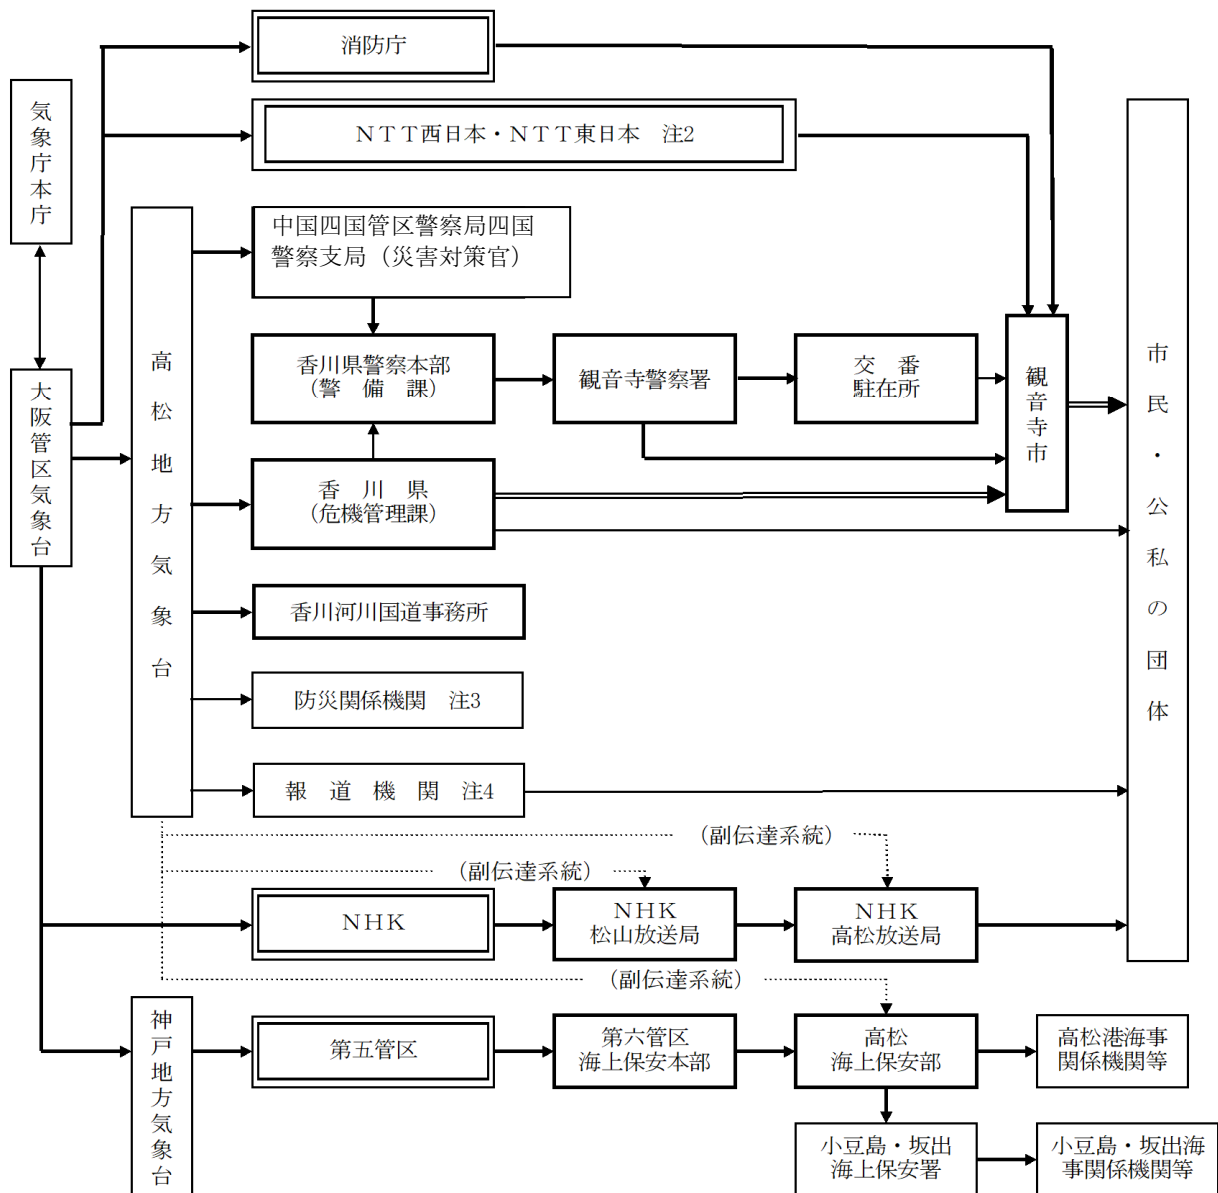 消防庁
気象庁本庁
ＮＴＴ西日本・ＮＴＴ東日本　注2
中国四国管区警察局四国
警察支局（災害対策官）
高松地方気象台
香川県警察本部
（警　備　課）
観音寺警察署
交　番
駐在所
観音寺市
市民・公私の団体
大阪管区気象台
香　川　県
（危機管理課）
香川河川国道事務所
防災関係機関　注3
報　道　機　関　注4
（副伝達系統）
（副伝達系統）
ＮＨＫ
ＮＨＫ
松山放送局
ＮＨＫ
高松放送局
（副伝達系統）
神戸地方気象台
第五管区
第六管区
海上保安本部
高松
海上保安部
高松港海事
関係機関等
小豆島・坂出
海上保安署
小豆島・坂出海
事関係機関等